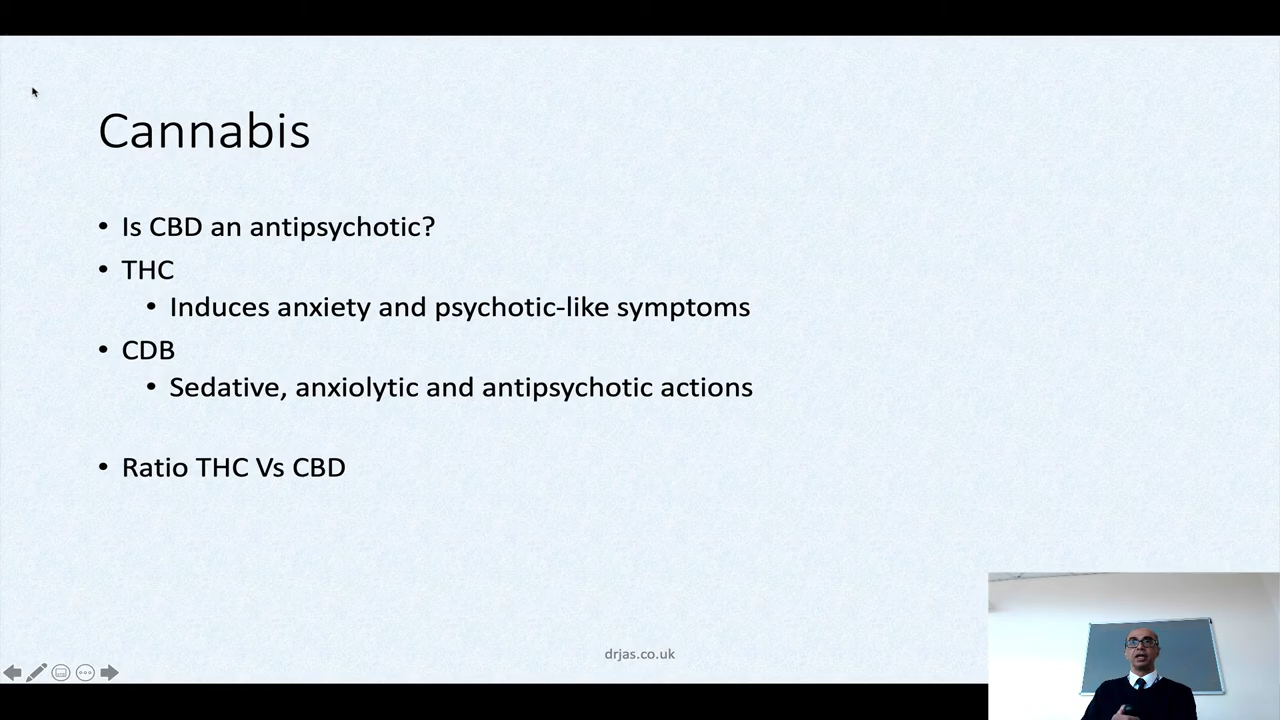 Cannabis
• Is CBD an antipsychotic?
• THC
• Induces anxiety and psychotic-like symptoms
• CDB
• Sedative, anxiolytic and antipsychotic actions
• Ratio THC Vs CBD
drjas.co.uk